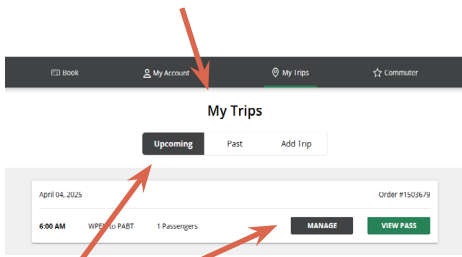 Book My Account My Trips Commuter
My Trips
Upcoming Past Add Trip
April 04, 2025 Order #1503679
6:00 AM to PABT 1 Passengers MANAGE VIEW PASS